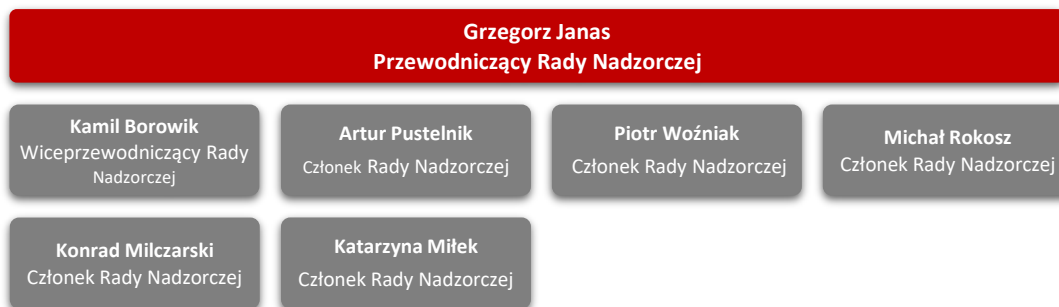 Grzegorz Janas
Przewodniczący Rady Nadzorczej
Kamil Borowik
Wiceprzewodniczący Rady
Nadzorczej
Artur Pustelnik
Członek Rady Nadzorczej
Piotr Woźniak
Członek Rady Nadzorczej
Michał Rokosz
Członek Rady Nadzorczej
Konrad Milczarski
Członek Rady Nadzorczej
Katarzyna Miłek
Członek Rady Nadzorczej